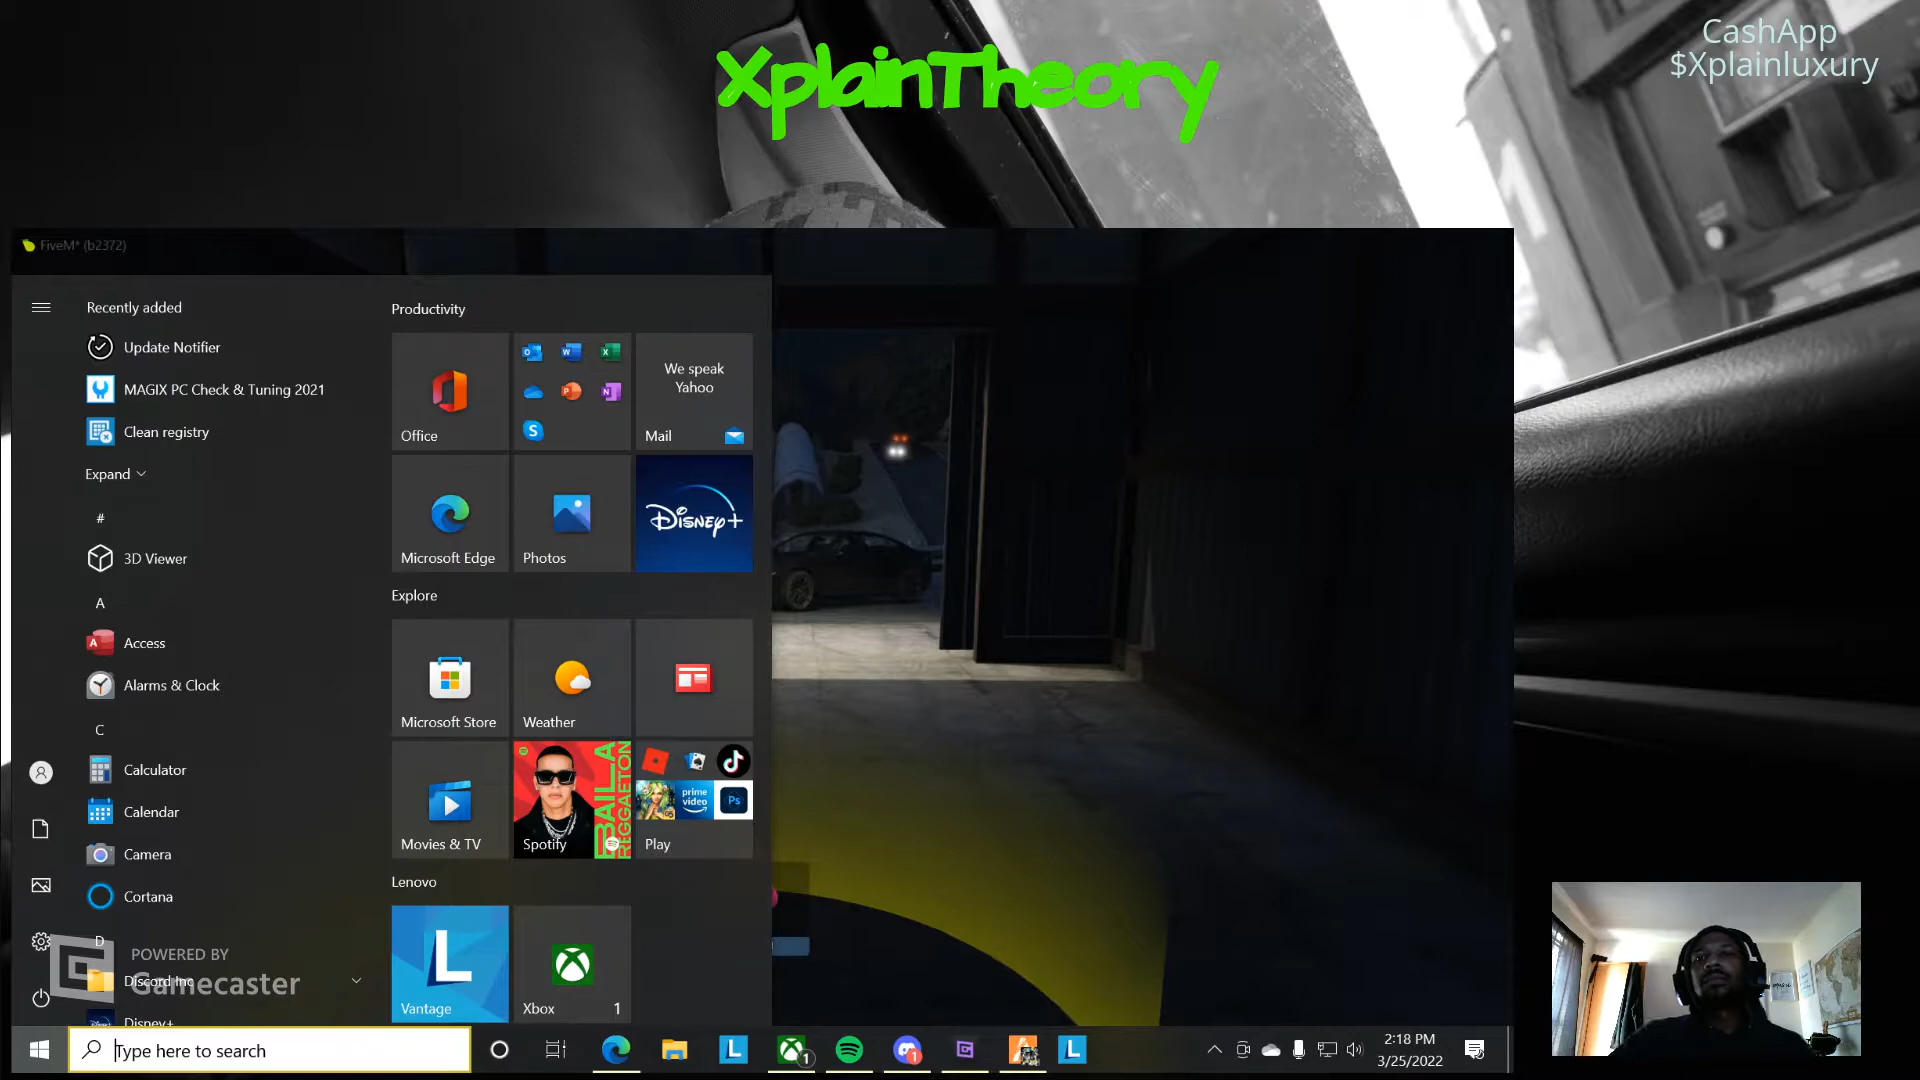 CashApp
$Xplainluxury
XplainTheory
FiveM* (b2372)
Recently added
Update Notifier
MAGIX PC Check & Tuning 2021
Clean registry
Expand
#
3D Viewer
A
Access
Alarms & Clock
C
Calculator
Calendar
Camera
Cortana
D
Discord Inc
Disney+
Productivity
Office
We speak
Yahoo
Mail
Microsoft Edge
Photos
Disney+
Explore
Microsoft Store
Weather
Movies & TV
Spotify
BAILA
REGGAETON
prime
video
Ps
Play
Lenovo
L
Vantage
Xbox
1
POWERED BY
Gamecaster
Type here to search
L
1
1
L
2:18 PM
3/25/2022